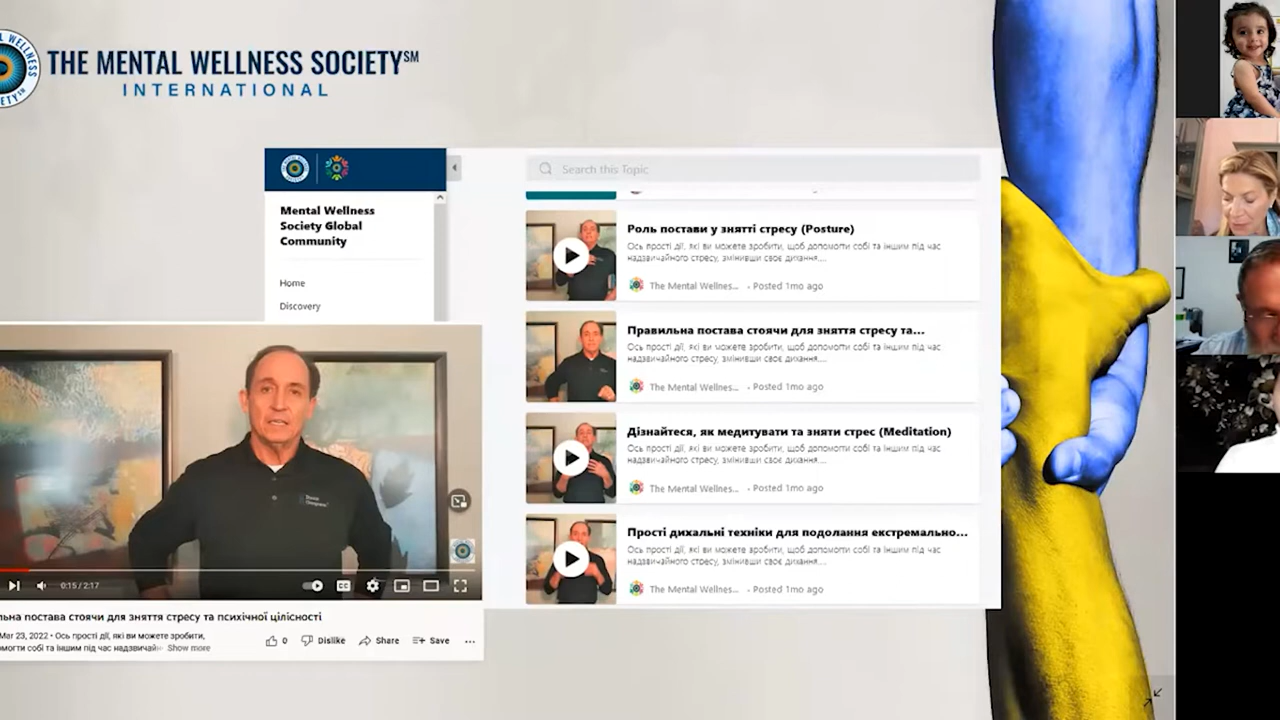 THE MENTAL WELLNESS SOCIETY℠
INTERNATIONAL
Mental Wellness
Society Global
Community
Home
Discovery
Search this Topic
Роль постави у знятті стресу (Posture)
Ось прості дії, які ви можете зробити, щоб допомогти собі та іншим під час
надзвичайного стресу, змінивши своє дихання....
The Mental Wellnes... • Posted 1mo ago
Правильна постава стоячи для зняття стресу та...
Ось прості дії, які ви можете зробити, щоб допомогти собі та іншим під час
надзвичайного стресу, змінивши своє дихання....
The Mental Wellnes... • Posted 1mo ago
Дізнайтеся, як медитувати та зняти стрес (Meditation)
Ось прості дії, які ви можете зробити, щоб допомогти собі та іншим під час
надзвичайного стресу, змінивши своє дихання....
The Mental Wellnes... • Posted 1mo ago
Прості дихальні техніки для подолання екстремально...
Ось прості дії, які ви можете зробити, щоб допомогти собі та іншим під час
надзвичайного стресу, змінивши своє дихання....
The Mental Wellnes... • Posted 1mo ago
0:15 / 2:17
CC
льна постава стоячи для зняття стресу та психічної цілісності
Mar 23, 2022 • Ось прості дії, які ви можете зробити,
омогти собі та іншим під час надзвичайн Show more
0 Dislike Share Save ...